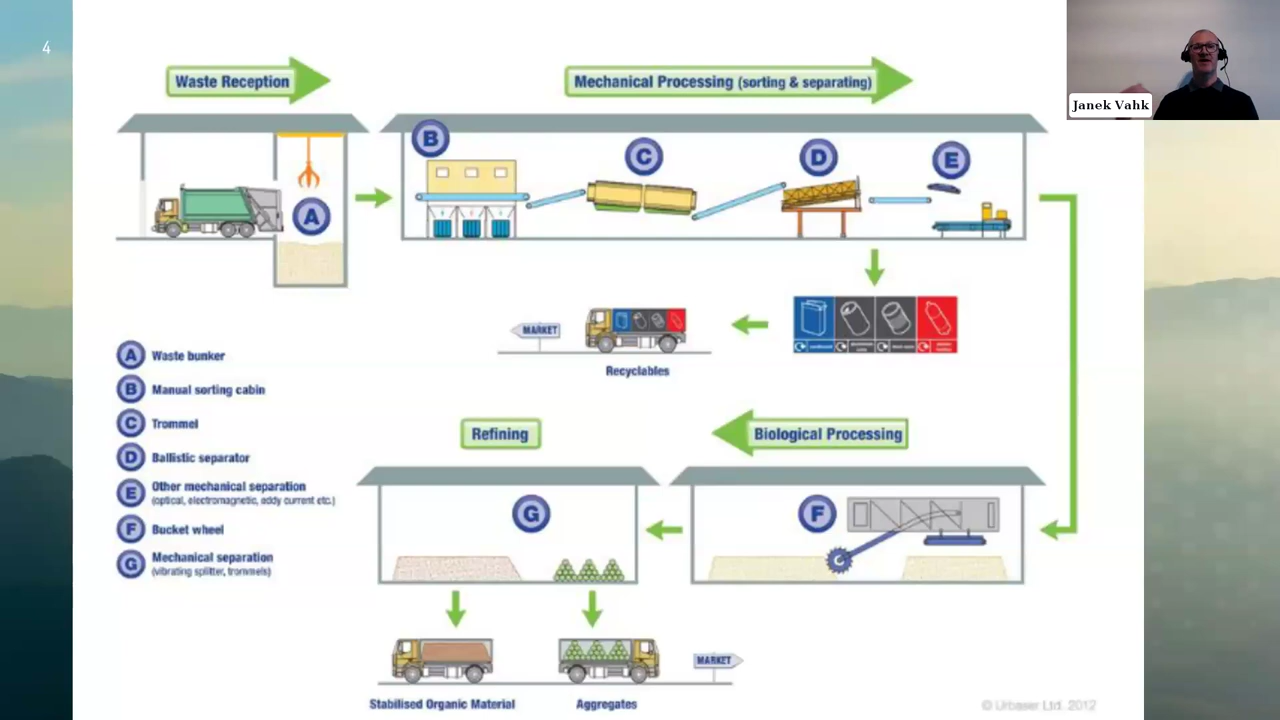 4
Janek Vahk
Waste Reception
Mechanical Processing (sorting & separating)
B
C
D
E
A
MARKET
Recyclables
A Waste bunker
B Manual sorting cabin
C Trommel
D Ballistic separator
E Other mechanical separation
(optical, electromagnetic, eddy current etc.)
F Bucket wheel
G Mechanical separation
(vibrating splitter, trommels)
Refining
Biological Processing
G
F
MARKET
Stabilised Organic Material
Aggregates
© Urbaser Ltd. 2012